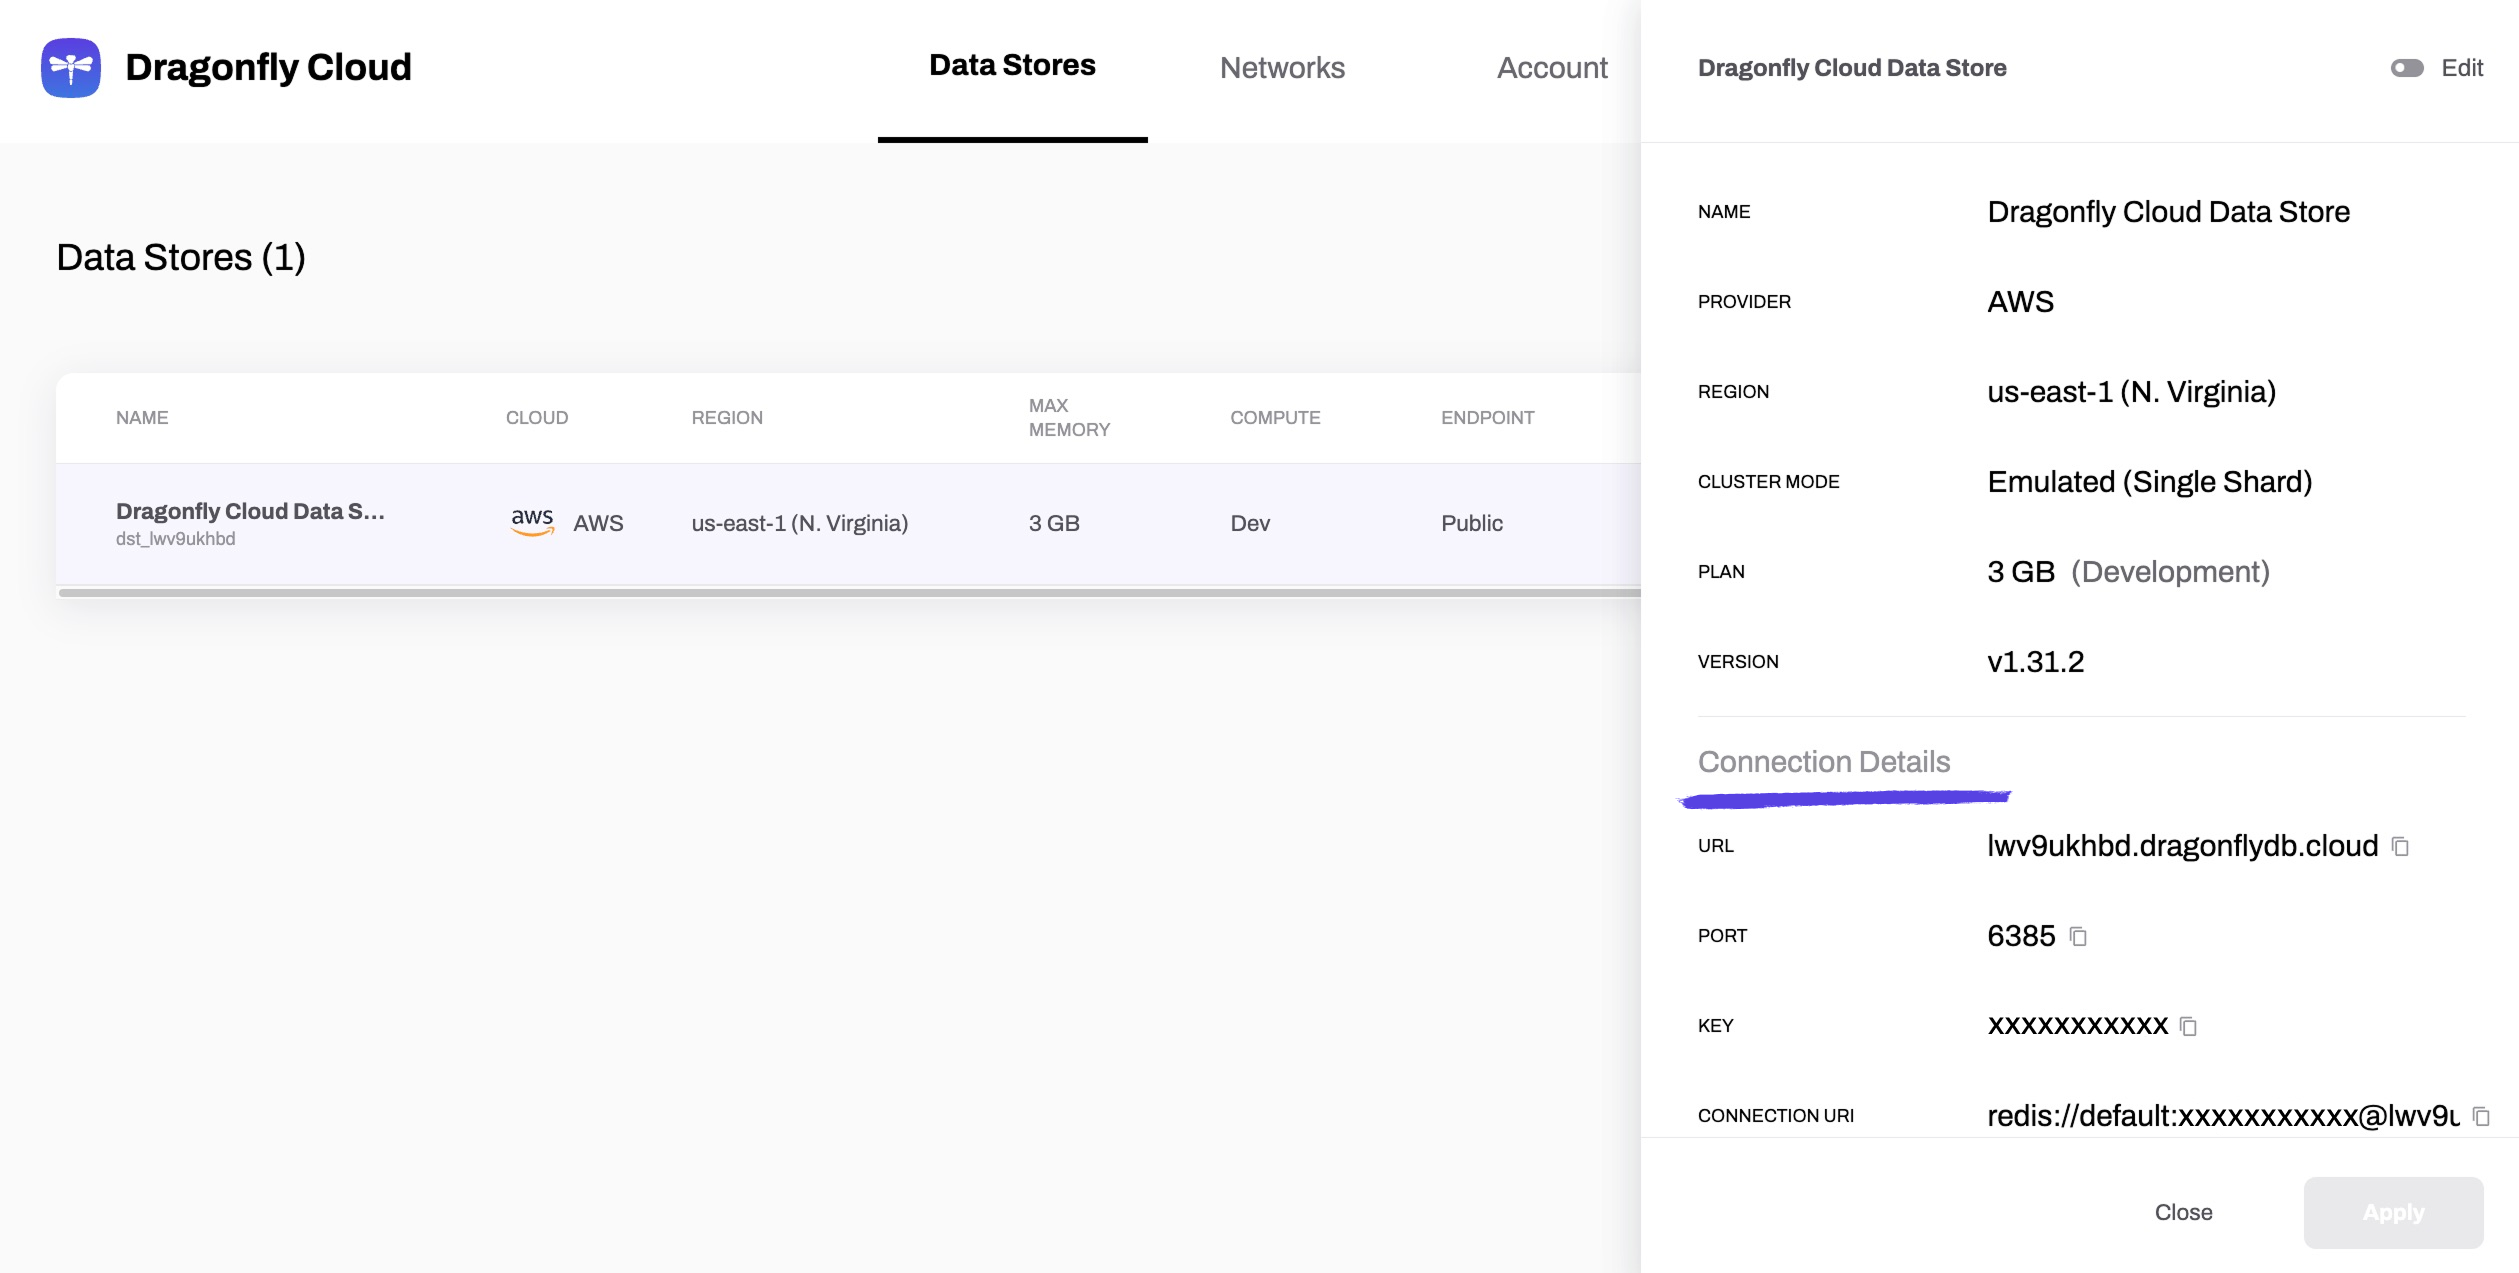 Dragonfly Cloud
Data Stores
Networks
Account
Data Stores (1)
NAME
CLOUD
REGION
MAX
MEMORY
COMPUTE
ENDPOINT
Dragonfly Cloud Data S...
dst_lwv9ukhbd
aws
AWS
us-east-1 (N. Virginia)
3 GB
Dev
Public
Dragonfly Cloud Data Store
Edit
NAME
Dragonfly Cloud Data Store
PROVIDER
AWS
REGION
us-east-1 (N. Virginia)
CLUSTER MODE
Emulated (Single Shard)
PLAN
3 GB (Development)
VERSION
v1.31.2
Connection Details
URL
lwv9ukhbd.dragonflydb.cloud
PORT
6385
KEY
xxxxxxxxxxx
CONNECTION URI
redis://default:xxxxxxxxxxx@lwv9u
Close
Apply